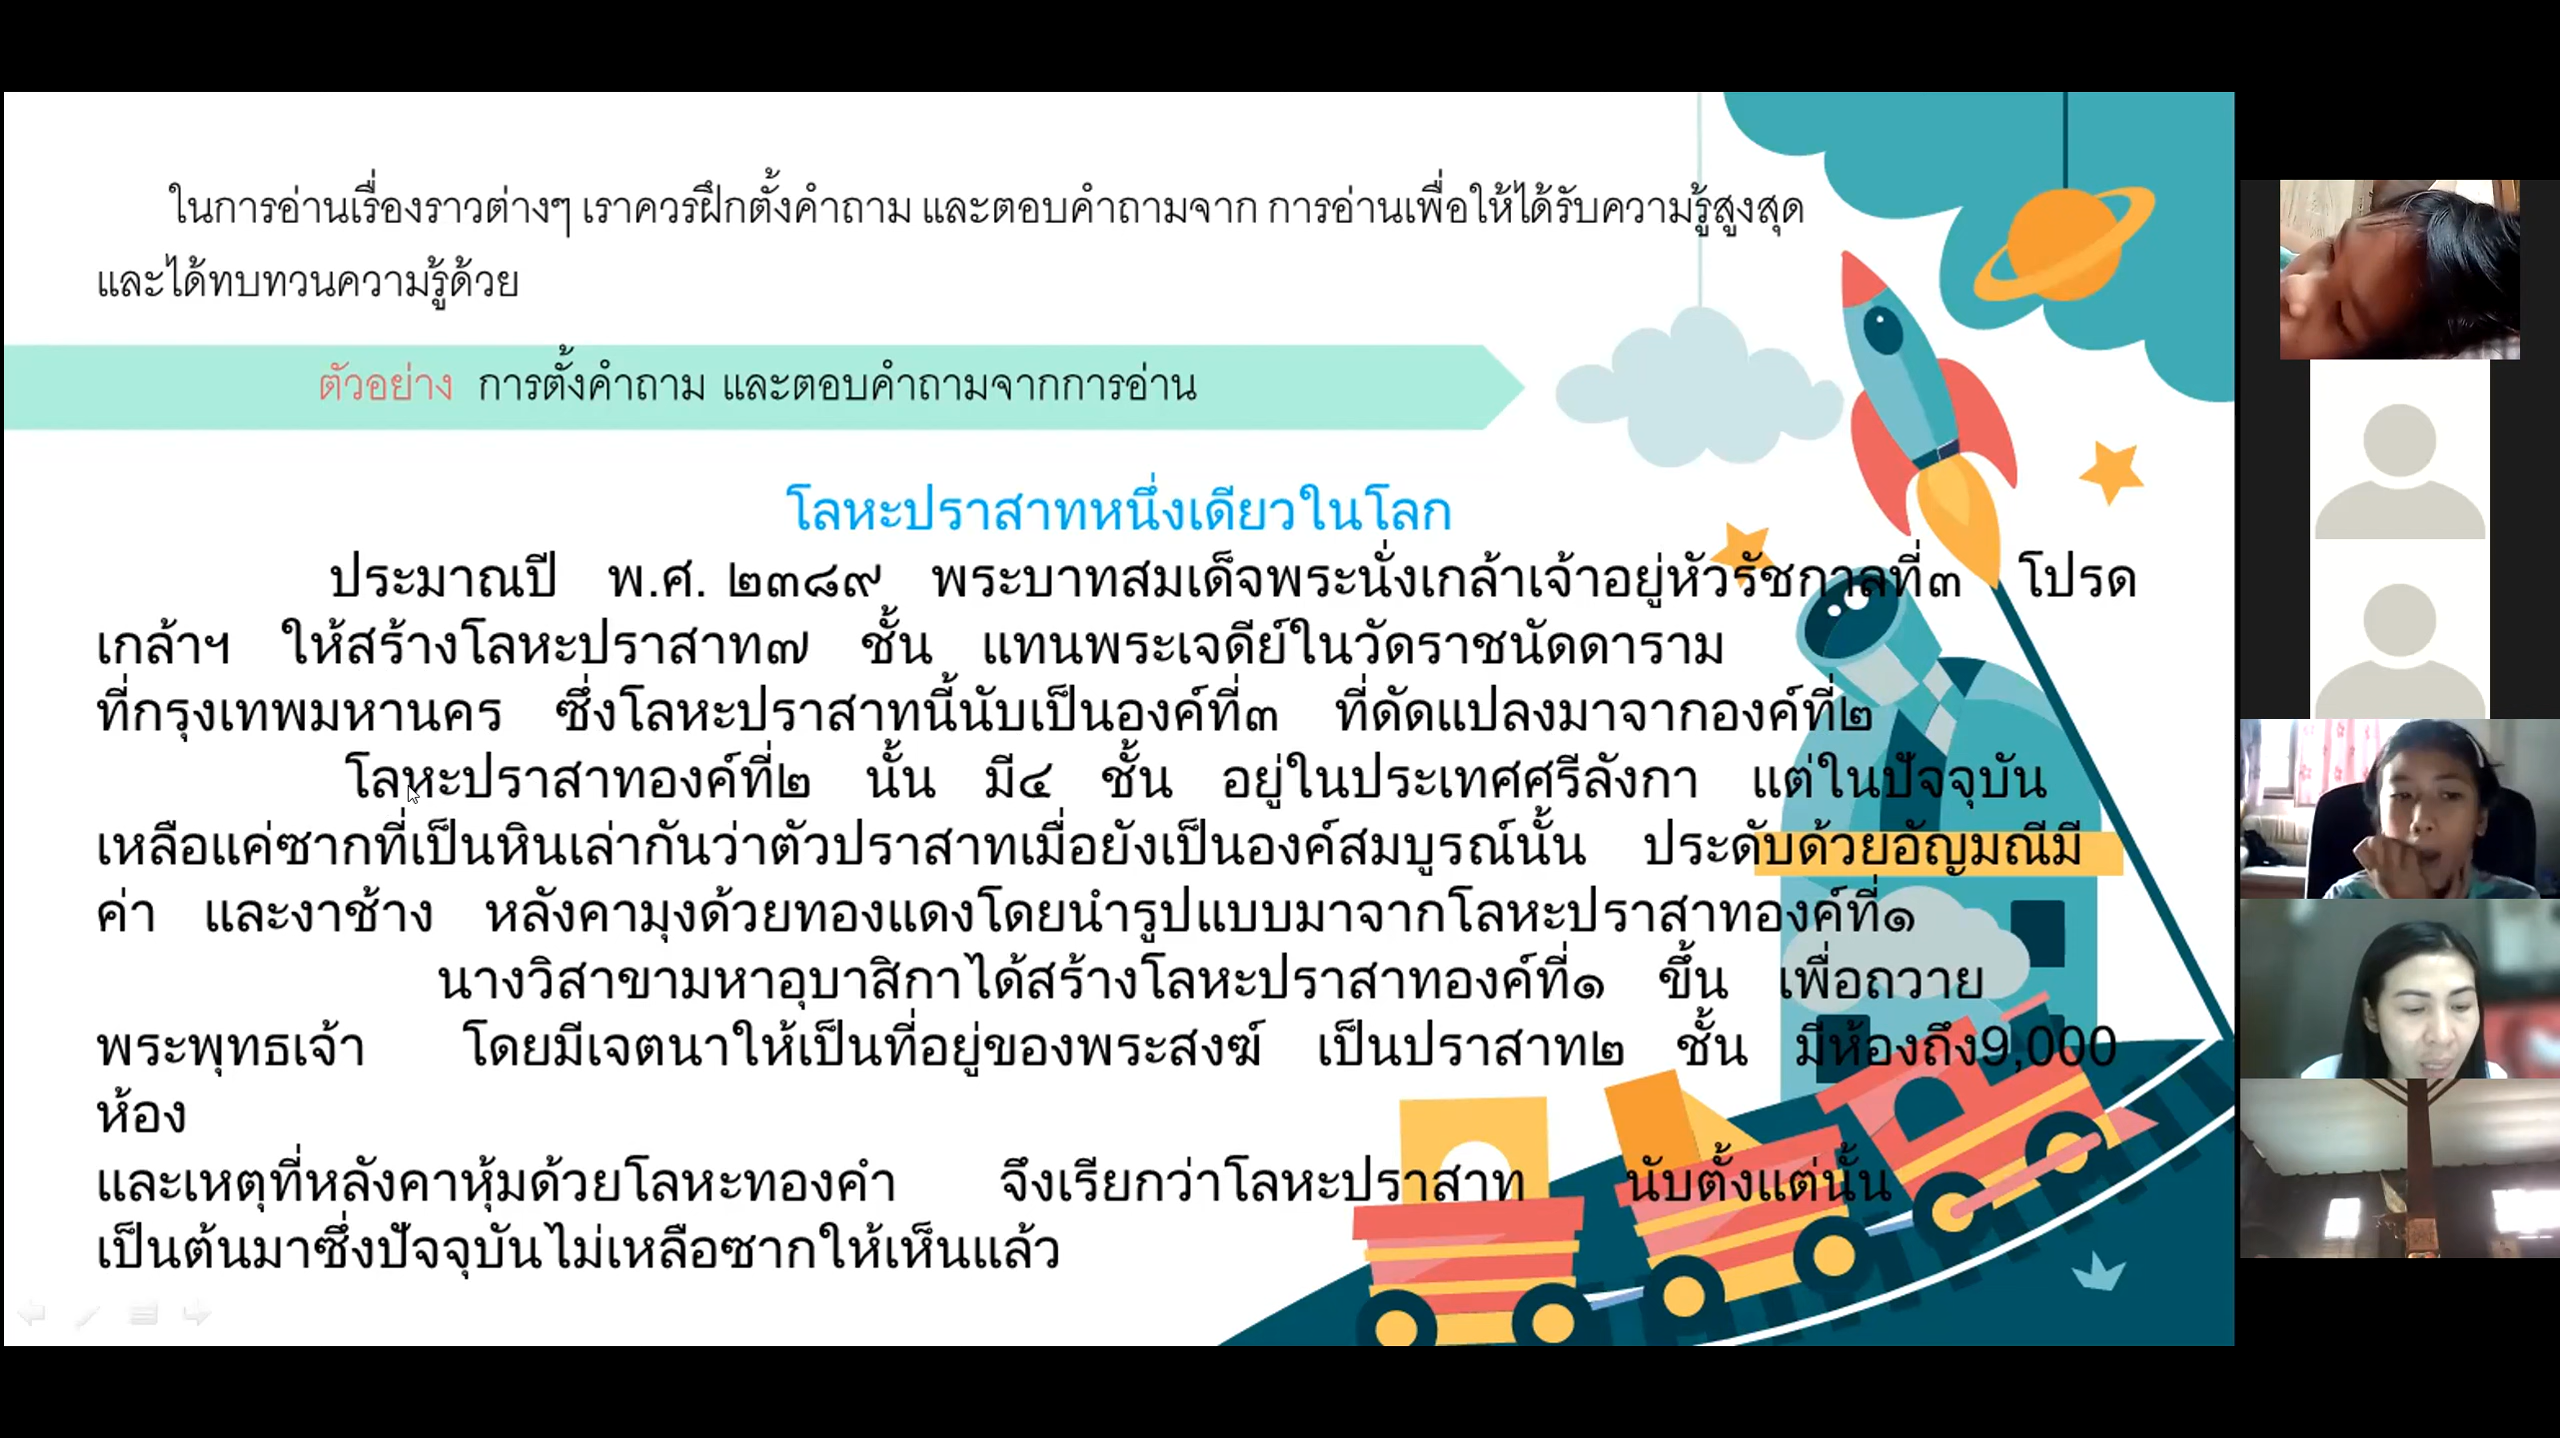 ในการอ่านเรื่องราวต่างๆ เราควรฝึกตั้งคำถาม และตอบคำถามจาก การอ่านเพื่อให้ได้รับความรู้สูงสุด
และได้ทบทวนความรู้ด้วย
ตัวอย่าง การตั้งคำถาม และตอบคำถามจากการอ่าน
โลหะปราสาทหนึ่งเดียวในโลก
ประมาณปี พ.ศ. ๒๓๘๙ พระบาทสมเด็จพระนั่งเกล้าเจ้าอยู่หัวรัชกาลที่๓ โปรด
เกล้าฯ ให้สร้างโลหะปราสาท๗ ชั้น แทนพระเจดีย์ในวัดราชนัดดาราม
ที่กรุงเทพมหานคร ซึ่งโลหะปราสาทนี้นับเป็นองค์ที่๓ ที่ดัดแปลงมาจากองค์ที่๒
โลหะปราสาทองค์ที่๒ นั้น มี๔ ชั้น อยู่ในประเทศศรีลังกา แต่ในปัจจุบัน
เหลือแค่ซากที่เป็นหินเล่ากันว่าตัวปราสาทเมื่อยังเป็นองค์สมบูรณ์นั้น ประดับด้วยอัญมณีมี
ค่า และงาช้าง หลังคามุงด้วยทองแดงโดยนำรูปแบบมาจากโลหะปราสาทองค์ที่๑
นางวิสาขามหาอุบาสิกาได้สร้างโลหะปราสาทองค์ที่๑ ขึ้น เพื่อถวาย
พระพุทธเจ้า โดยมีเจตนาให้เป็นที่อยู่ของพระสงฆ์ เป็นปราสาท๒ ชั้น มีห้องถึง9,000
ห้อง
และเหตุที่หลังคาหุ้มด้วยโลหะทองคำ จึงเรียกว่าโลหะปราสาท นับตั้งแต่นั้น
เป็นต้นมาซึ่งปัจจุบันไม่เหลือซากให้เห็นแล้ว